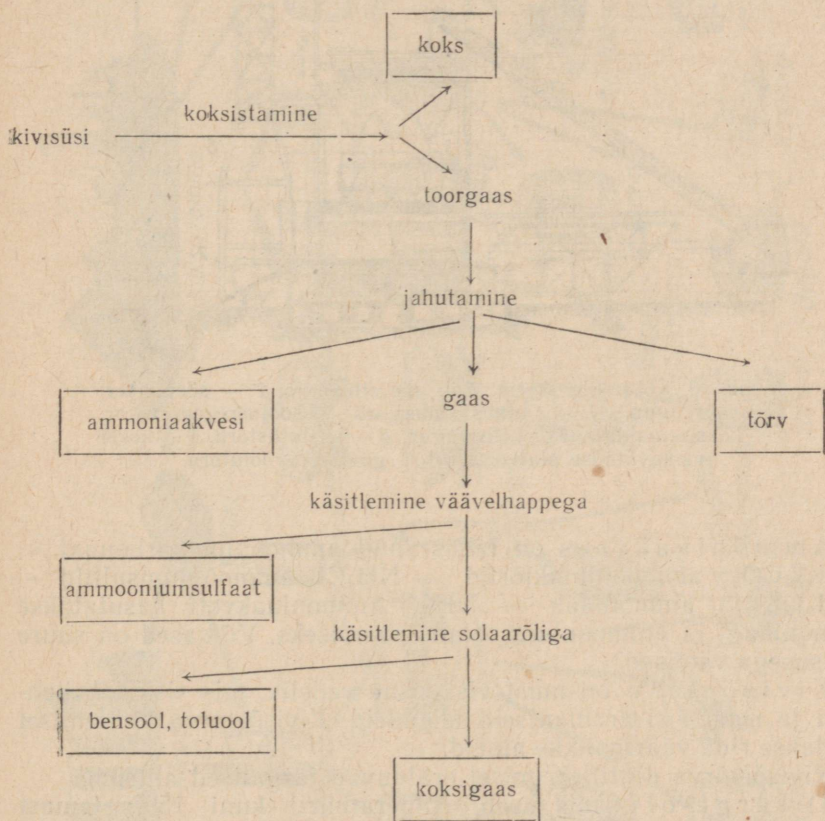 koks
koksistamine
kivisüsi
toorgaas
jahutamine
ammoniaakvesi
gaas
tõrv
käsitlemine väävelhappega
ammooniumsulfaat
käsitlemine solaarõliga
bensool, toluool
koksigaas